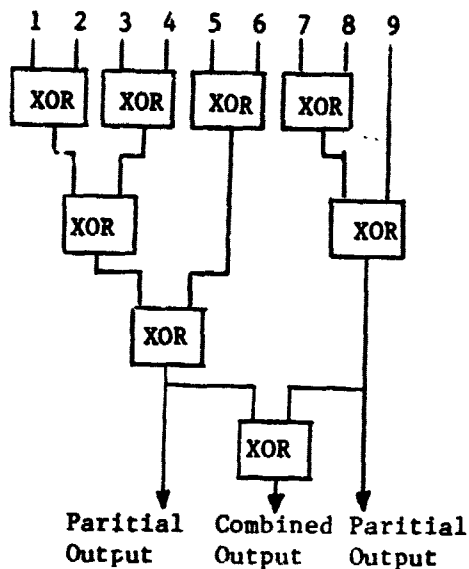 1 2 3 4 5 6 7 8 9
XOR XOR XOR XOR
XOR XOR
XOR
XOR
Paritial Combined Paritial
Output Output Output